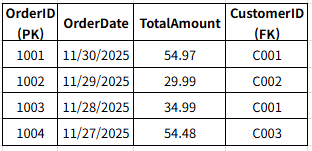 OrderID (PK) OrderDate TotalAmount CustomerID (FK)
1001 11/30/2025 54.97 C001
1002 11/29/2025 29.99 C002
1003 11/28/2025 34.99 C001
1004 11/27/2025 54.48 C003